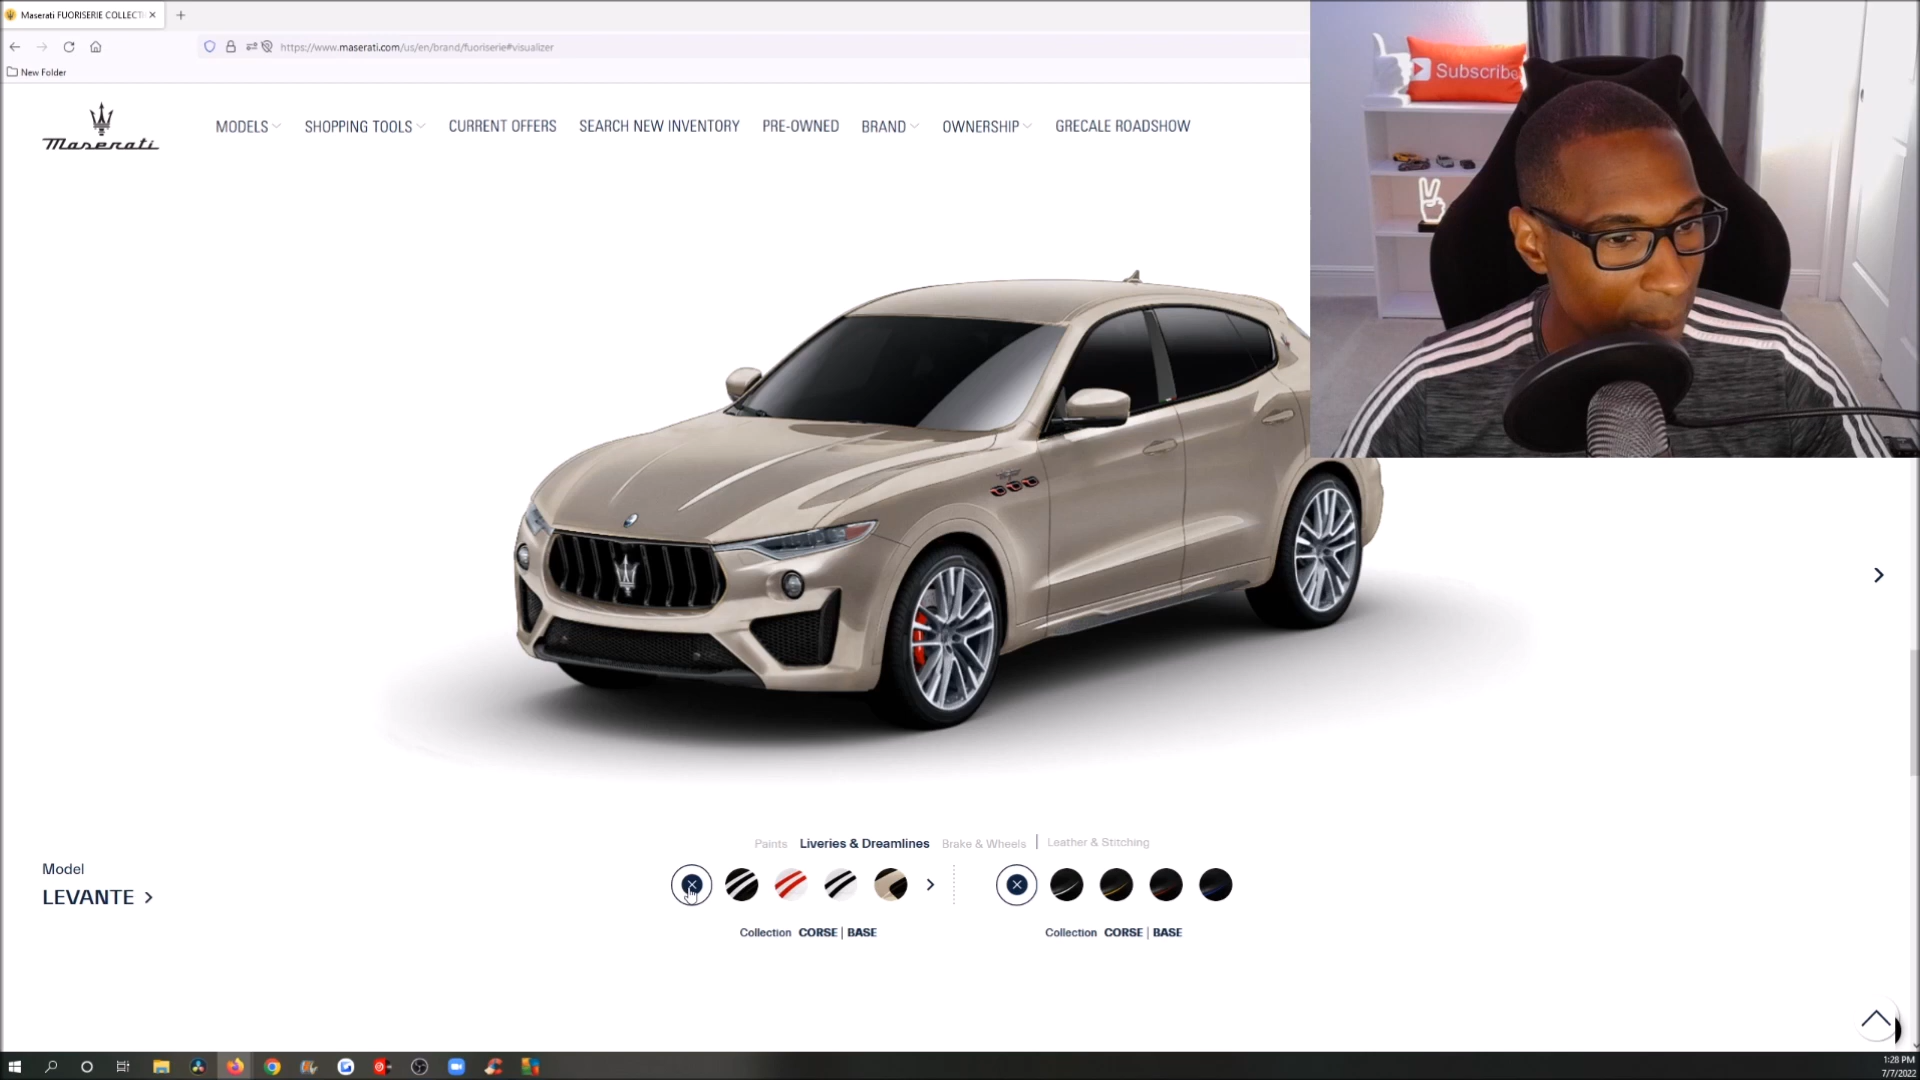 Maserati FUORISERIE COLLECTI
https://www.maserati.com/us/en/brand/fuoriserie#visualizer
New Folder
Subscribe
Maserati
MODELS SHOPPING TOOLS CURRENT OFFERS SEARCH NEW INVENTORY PRE-OWNED BRAND OWNERSHIP GRECALE ROADSHOW
Paints Liveries & Dreamlines Brake & Wheels | Leather & Stitching
Model
LEVANTE
Collection CORSE | BASE
Collection CORSE | BASE
1:28 PM
7/7/2022